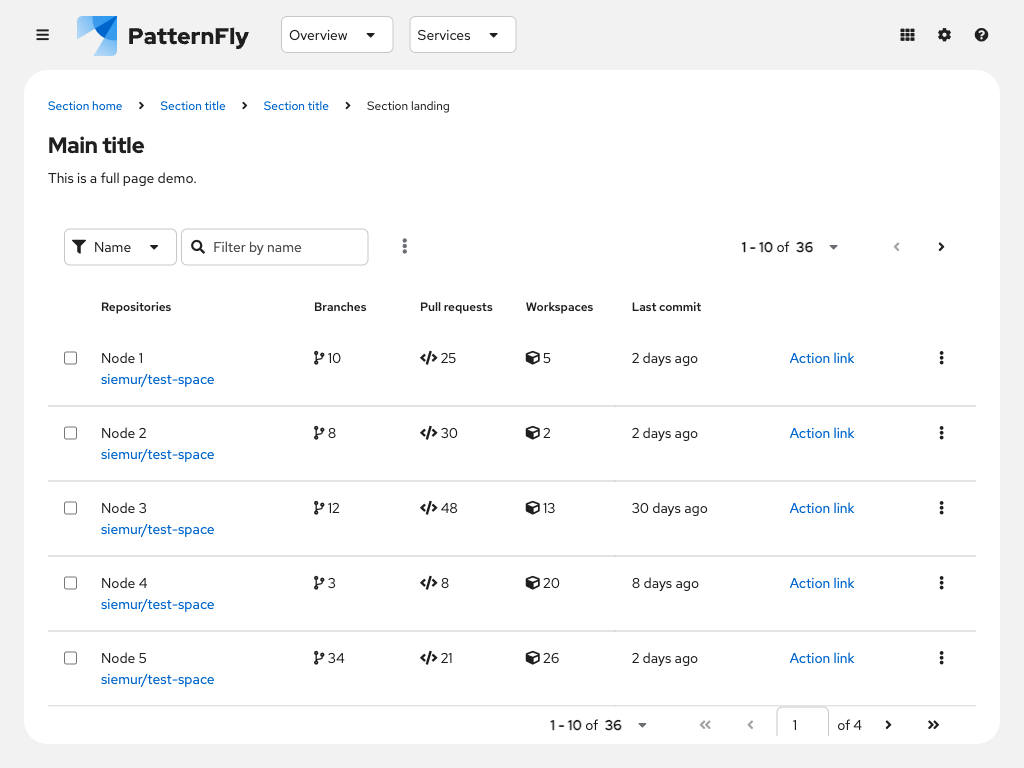 PatternFly Overview Services
Section home Section title Section title Section landing
Main title
This is a full page demo.
Name Filter by name 1 - 10 of 36
Repositories Branches Pull requests Workspaces Last commit
Node 1 10 25 5 2 days ago Action link
siemur/test-space
Node 2 8 30 2 2 days ago Action link
siemur/test-space
Node 3 12 48 13 30 days ago Action link
siemur/test-space
Node 4 3 8 20 8 days ago Action link
siemur/test-space
Node 5 34 21 26 2 days ago Action link
siemur/test-space
1 - 10 of 36 1 of 4